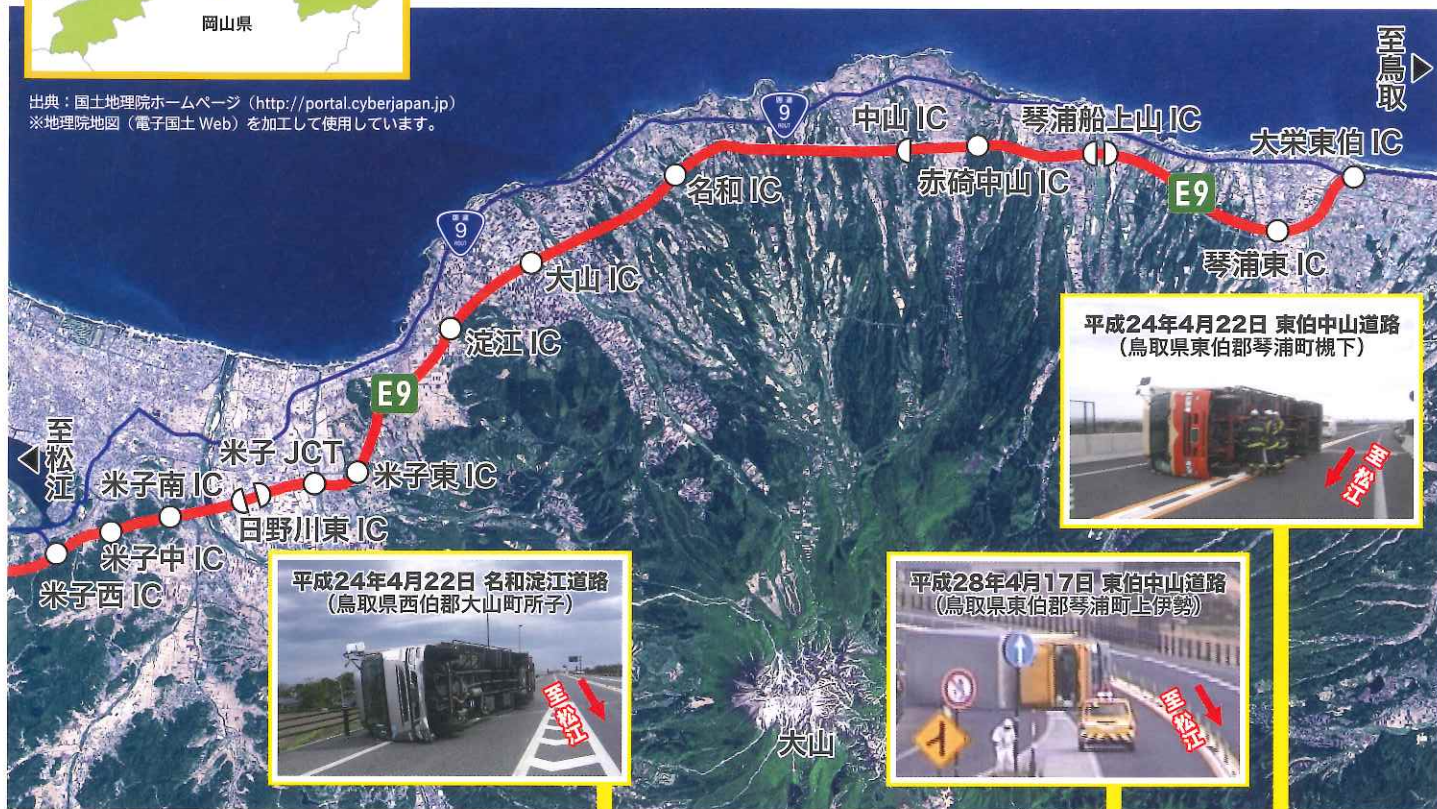 岡山県
出典：国土地理院ホームページ（http://portal.cyberjapan.jp）
※地理院地図（電子国土 Web）を加工して使用しています。
至鳥取
国道
9
ROUTE
中山 IC
琴浦船上山 IC
大栄東伯 IC
名和 IC
赤碕中山 IC
E9
琴浦東 IC
国道
9
ROUTE
大山 IC
淀江 IC
E9
至松江
米子 JCT
米子東 IC
米子南 IC
日野川東 IC
米子中 IC
米子西 IC
平成24年4月22日 東伯中山道路
（鳥取県東伯郡琴浦町槻下）
至松江
平成24年4月22日 名和淀江道路
（鳥取県西伯郡大山町所子）
至松江
平成28年4月17日 東伯中山道路
（鳥取県東伯郡琴浦町上伊勢）
至松江
大山